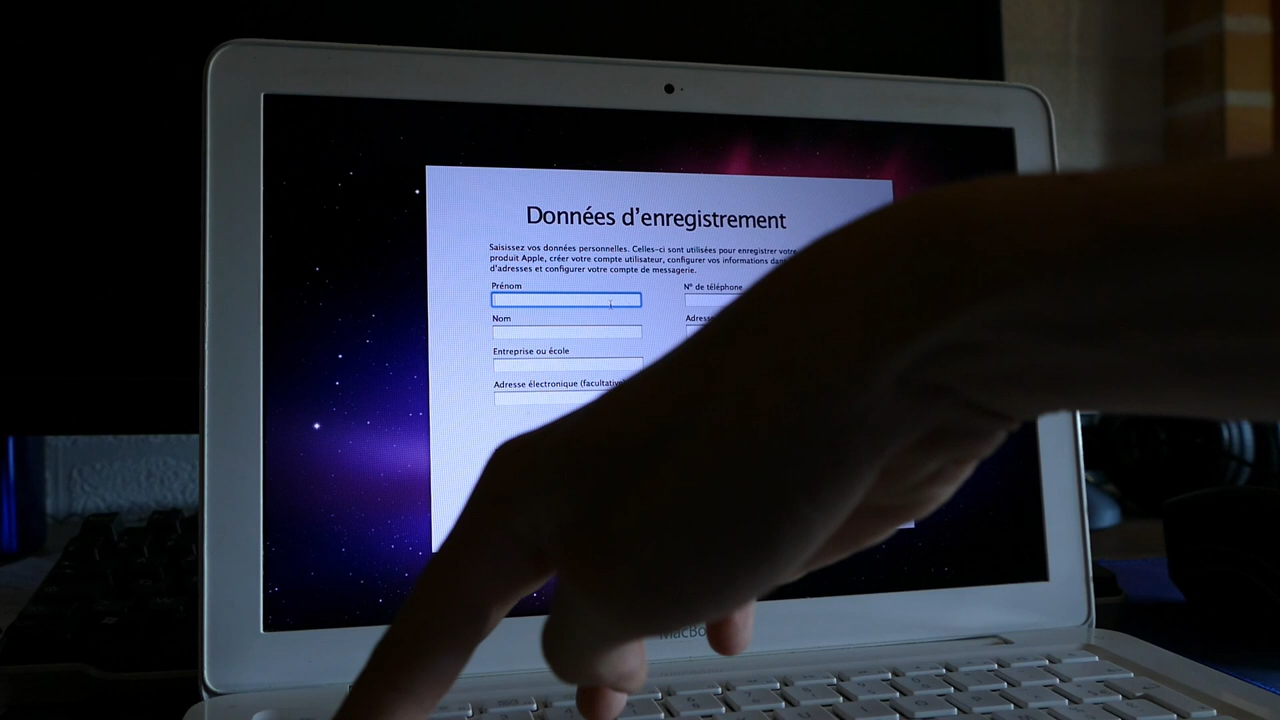 Données d'enregistrement
Saisissez vos données personnelles. Celles-ci sont utilisées pour enregistrer votre
produit Apple, créer votre compte utilisateur, configurer vos informations
d'adresses et configurer votre compte de messagerie.
Prénom
N° de téléphone
Nom
Entreprise ou école
Adresse électronique (facultative)